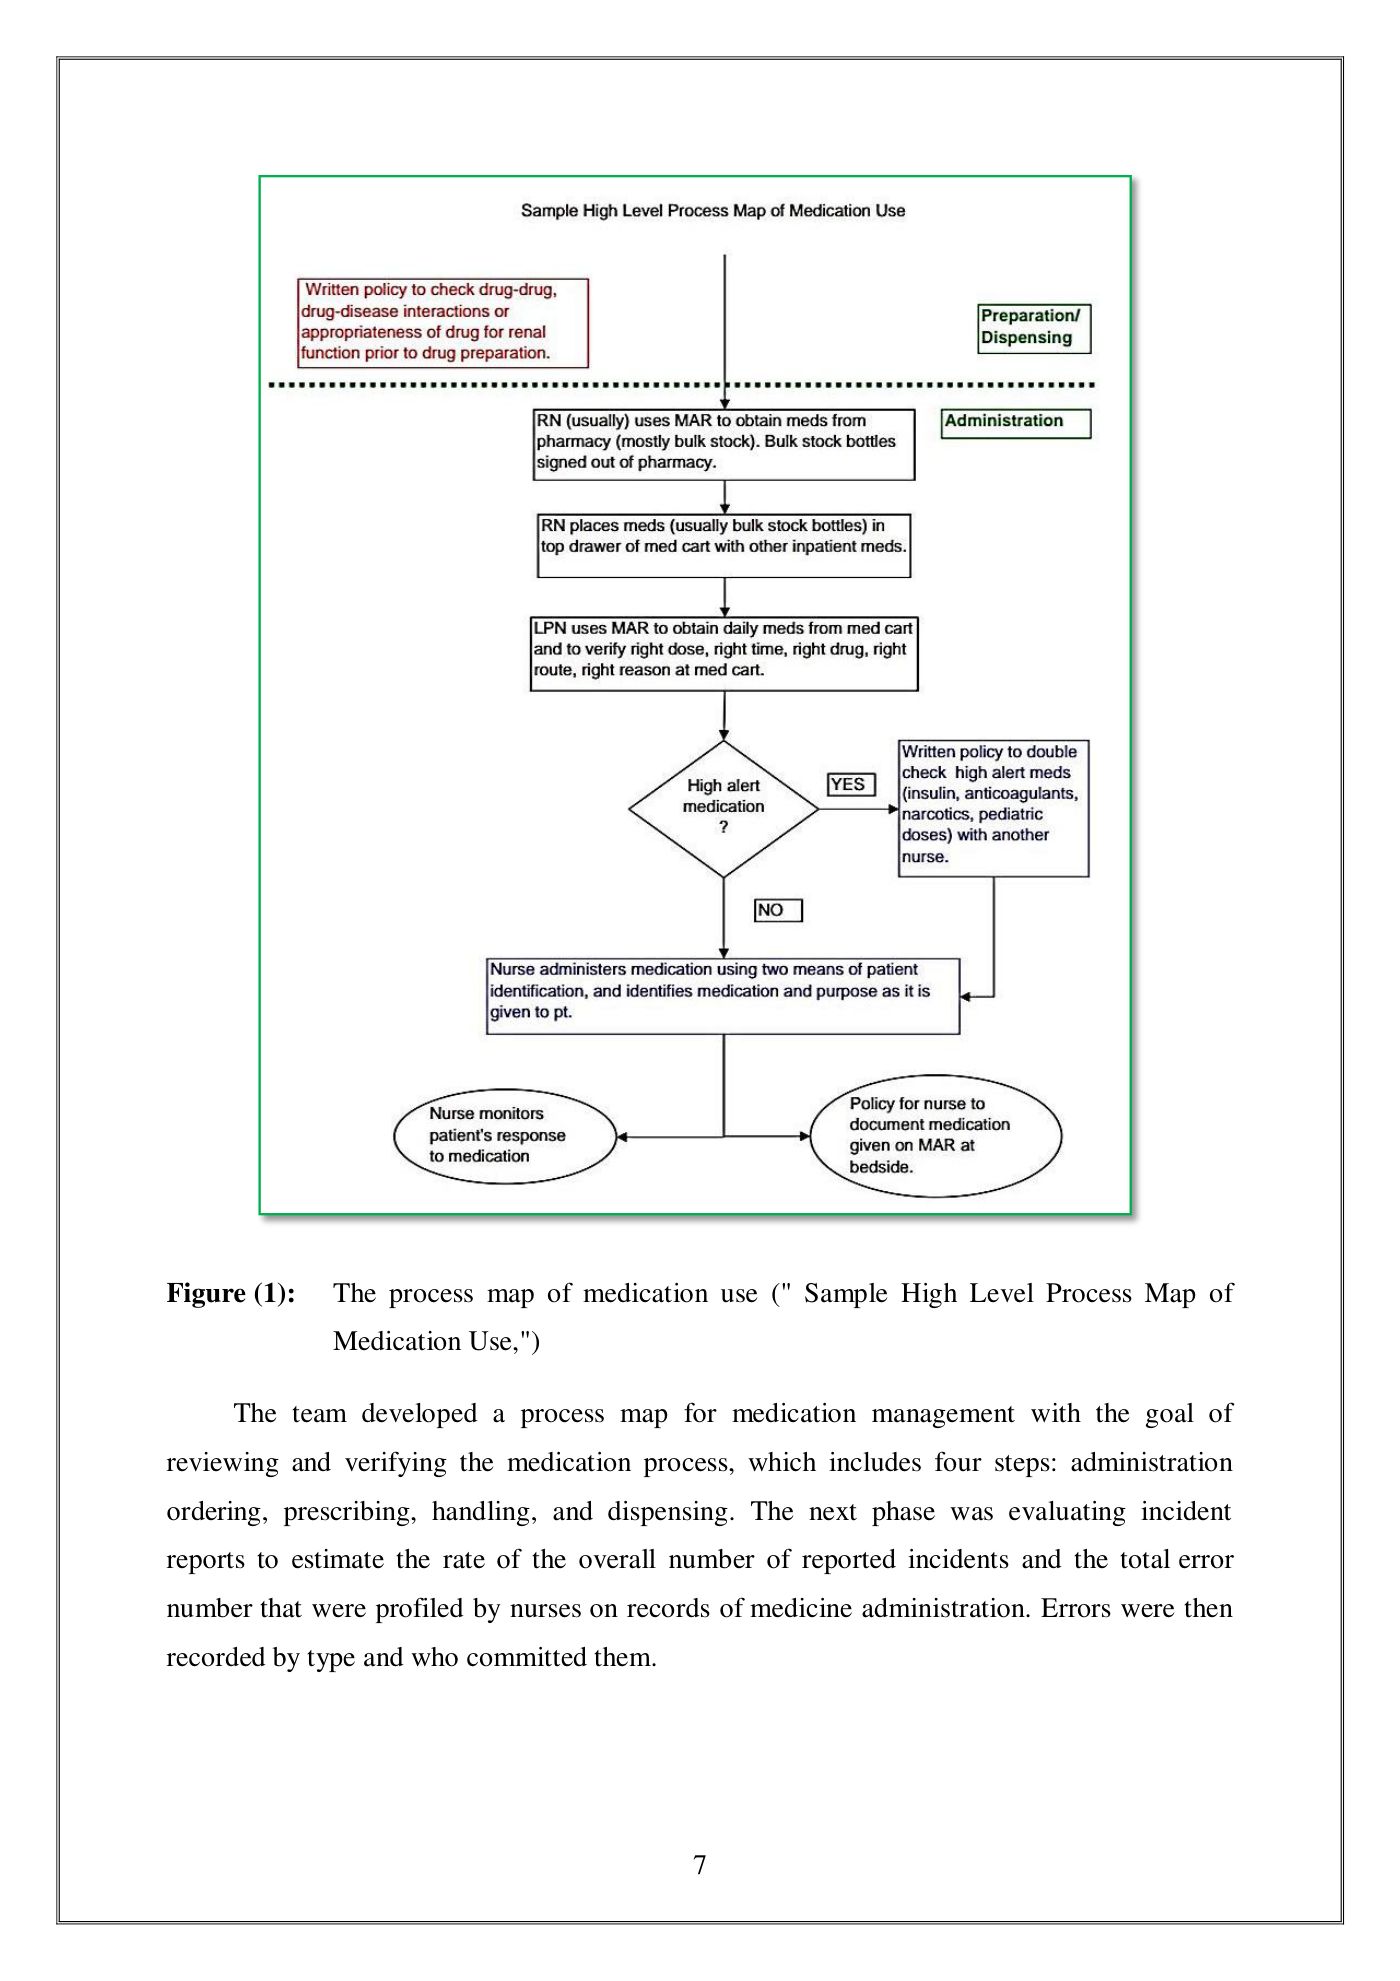 Sample High Level Process Map of Medication Use
Written policy to check drug-drug,
drug-disease interactions or
appropriateness of drug for renal
function prior to drug preparation.
Preparation/
Dispensing
Administration
RN (usually) uses MAR to obtain meds from
pharmacy (mostly bulk stock). Bulk stock bottles
signed out of pharmacy.
RN places meds (usually bulk stock bottles) in
top drawer of med cart with other inpatient meds.
LPN uses MAR to obtain daily meds from med cart
and to verify right dose, right time, right drug, right
route, right reason at med cart.
High alert
medication
?
YES
Written policy to double
check high alert meds
(insulin, anticoagulants,
narcotics, pediatric
doses) with another
nurse.
NO
Nurse administers medication using two means of patient
identification, and identifies medication and purpose as it is
given to pt.
Nurse monitors
patient's response
to medication
Policy for nurse to
document medication
given on MAR at
bedside.
Figure (1): The process map of medication use (" Sample High Level Process Map of
Medication Use,")
The team developed a process map for medication management with the goal of
reviewing and verifying the medication process, which includes four steps: administration
ordering, prescribing, handling, and dispensing. The next phase was evaluating incident
reports to estimate the rate of the overall number of reported incidents and the total error
number that were profiled by nurses on records of medicine administration. Errors were then
recorded by type and who committed them.
7